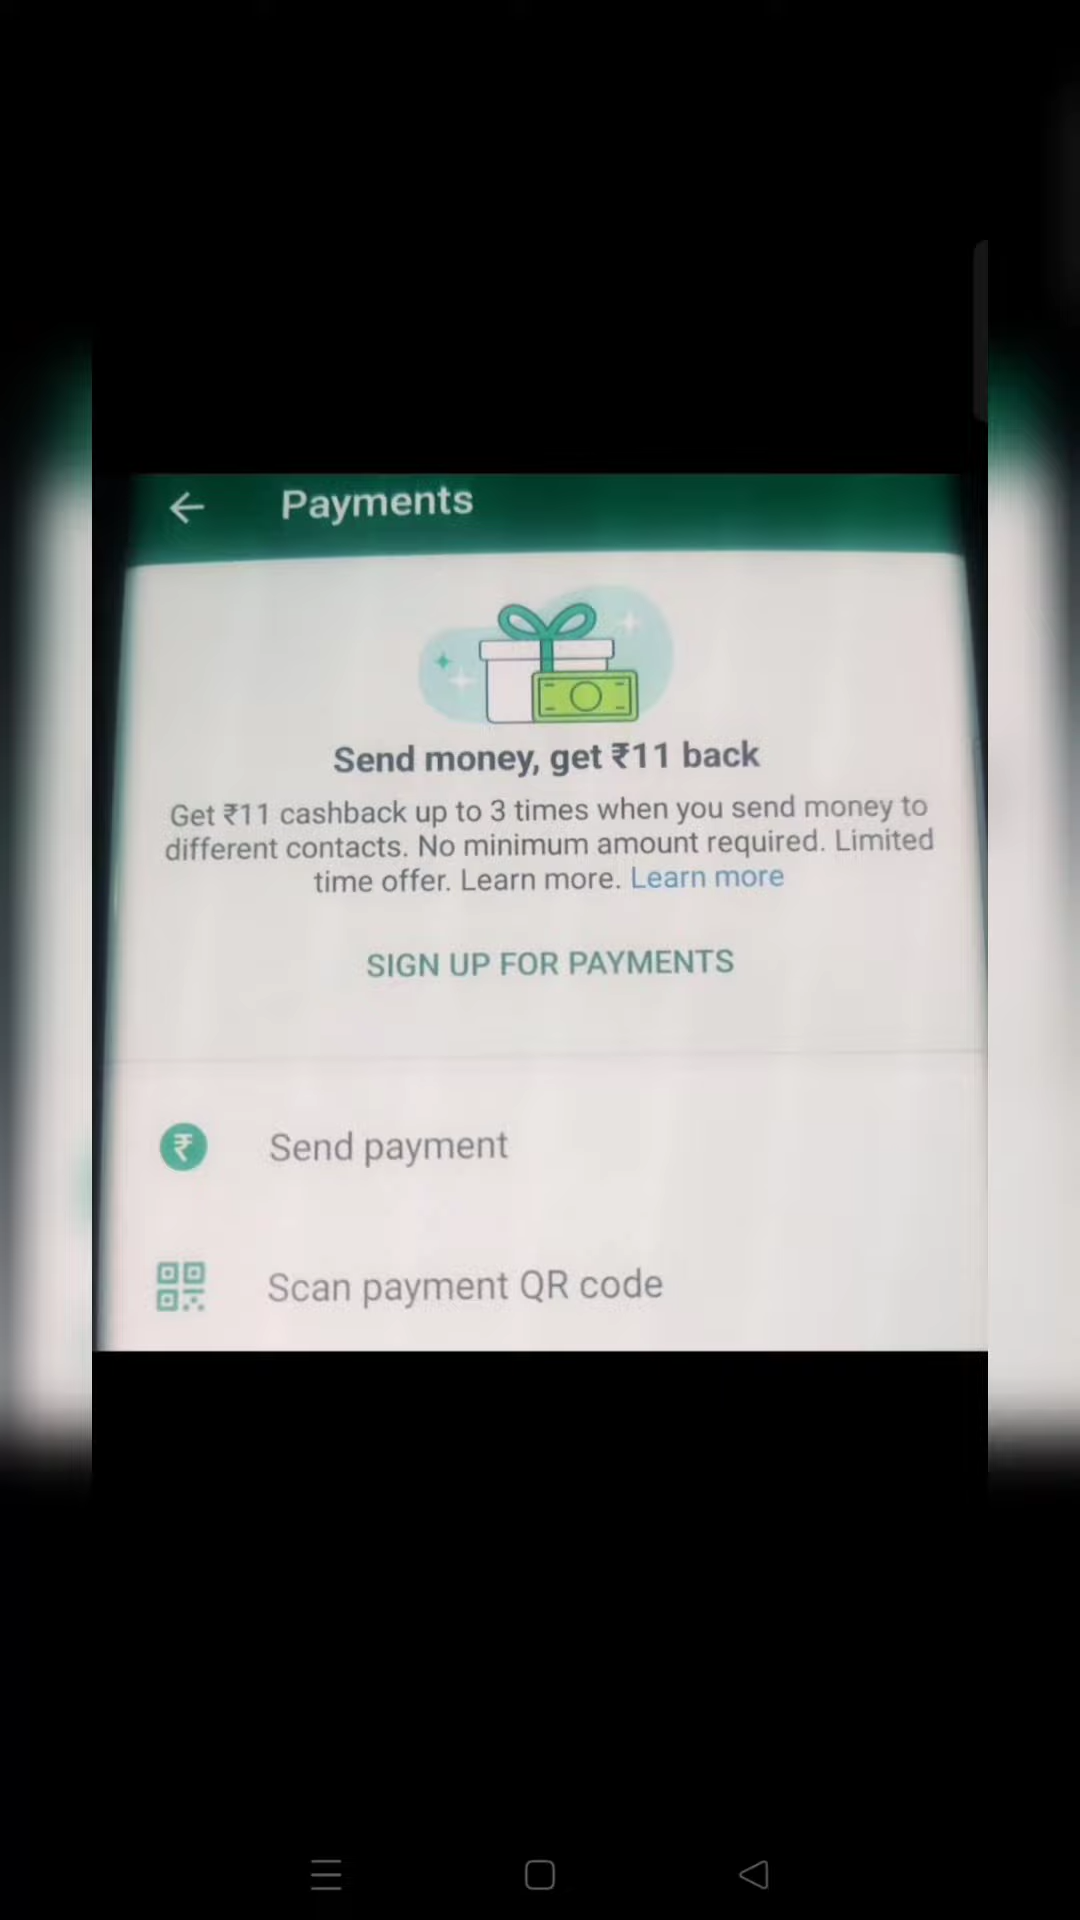 Payments
Send money, get ₹11 back
Get ₹11 cashback up to 3 times when you send money to
different contacts. No minimum amount required. Limited
time offer. Learn more. Learn more
SIGN UP FOR PAYMENTS
₹
Send payment
Scan payment QR code